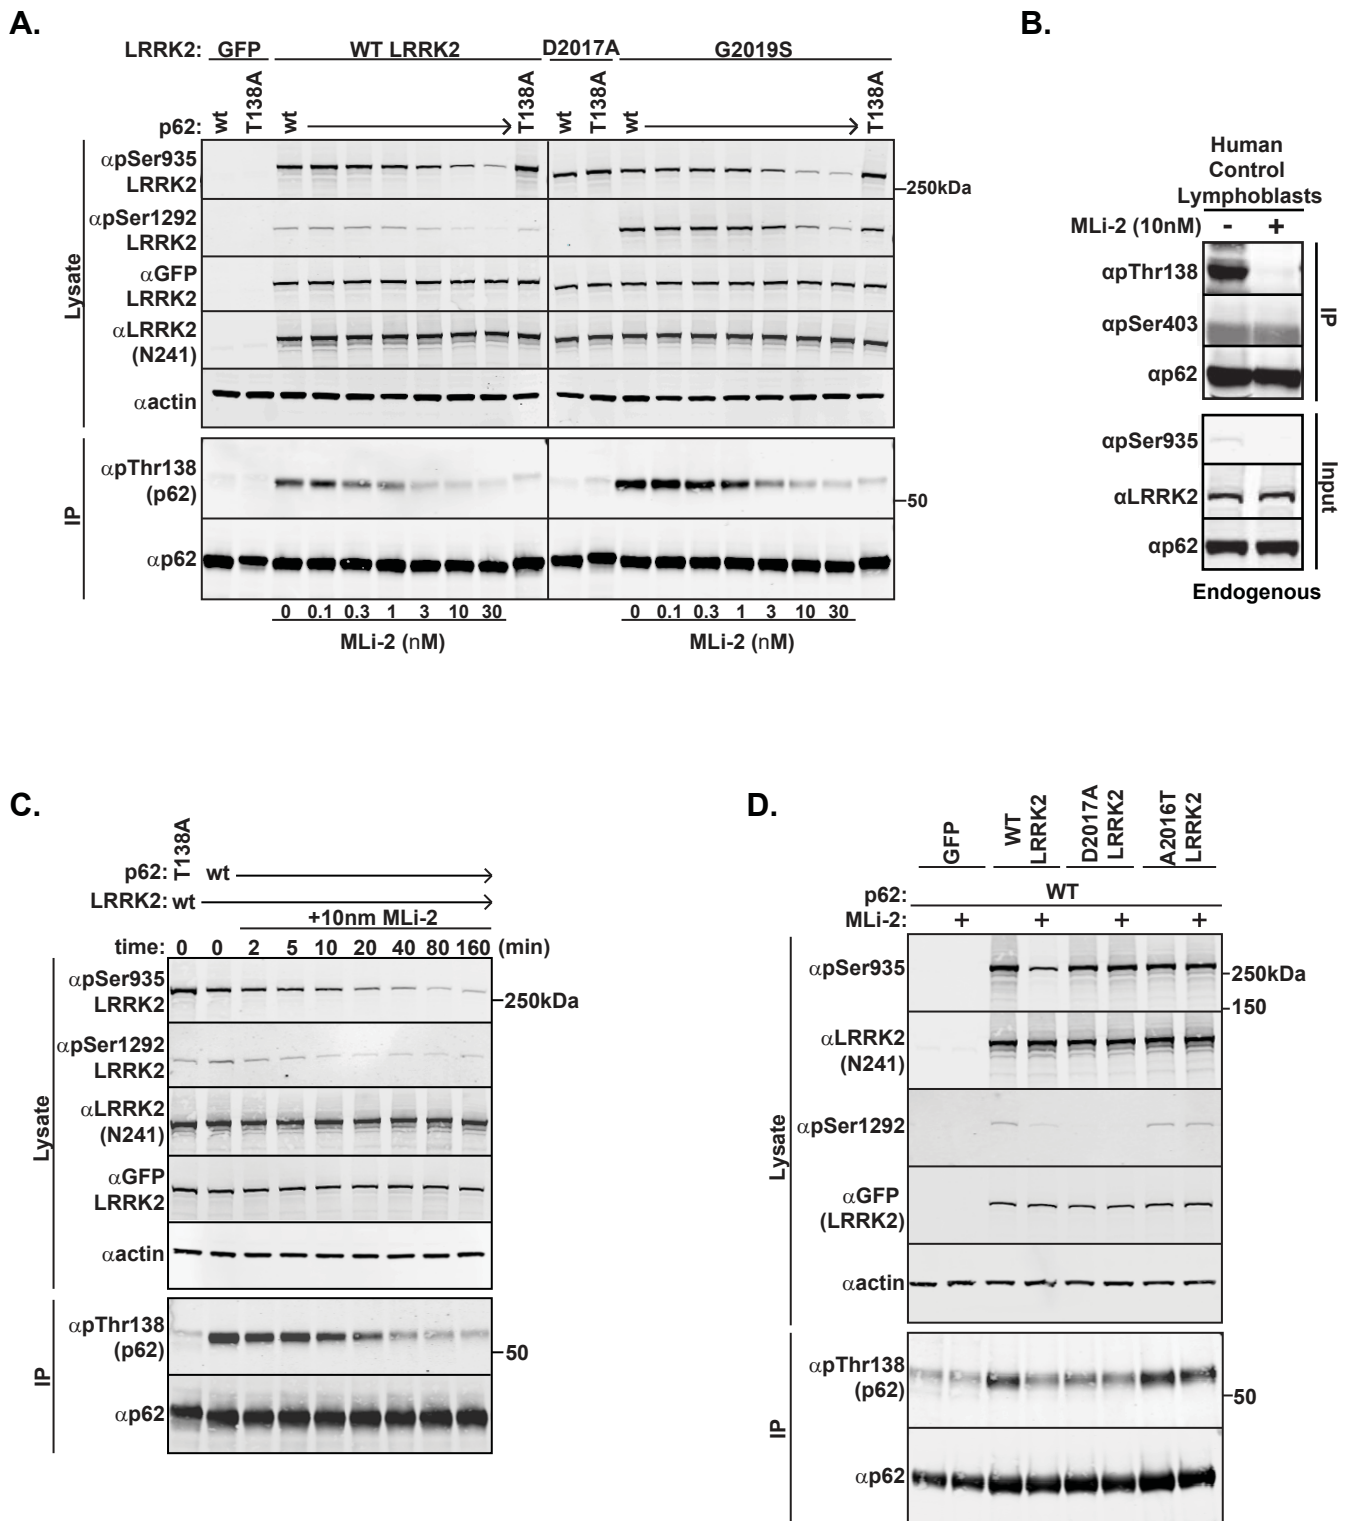 A.
LRRK2: GFP WT LRRK2 D2017A G2019S
p62: wt T138A wt T138A wt T138A wt T138A
Lysate
αpSer935
LRRK2
250kDa
αpSer1292
LRRK2
αGFP
LRRK2
αLRRK2
(N241)
αactin
IP
αpThr138
(p62)
50
αp62
0 0.1 0.3 1 3 10 30 0 0.1 0.3 1 3 10 30
MLi-2 (nM) MLi-2 (nM)
B.
Human
Control
Lymphoblasts
MLi-2 (10nM) - +
αpThr138
αpSer403
αp62
IP
αpSer935
αLRRK2
αp62
Input
Endogenous
C.
p62: T138A wt
LRRK2: wt
+10nm MLi-2
time: 0 0 2 5 10 20 40 80 160 (min)
Lysate
αpSer935
LRRK2
250kDa
αpSer1292
LRRK2
αLRRK2
(N241)
αGFP
LRRK2
αactin
IP
αpThr138
(p62)
50
αp62
D.
GFP
WT
LRRK2
D2017A
LRRK2
A2016T
LRRK2
p62: WT
MLi-2: + + + +
Lysate
αpSer935
250kDa
150
αLRRK2
(N241)
αpSer1292
αGFP
(LRRK2)
αactin
IP
αpThr138
(p62)
50
αp62